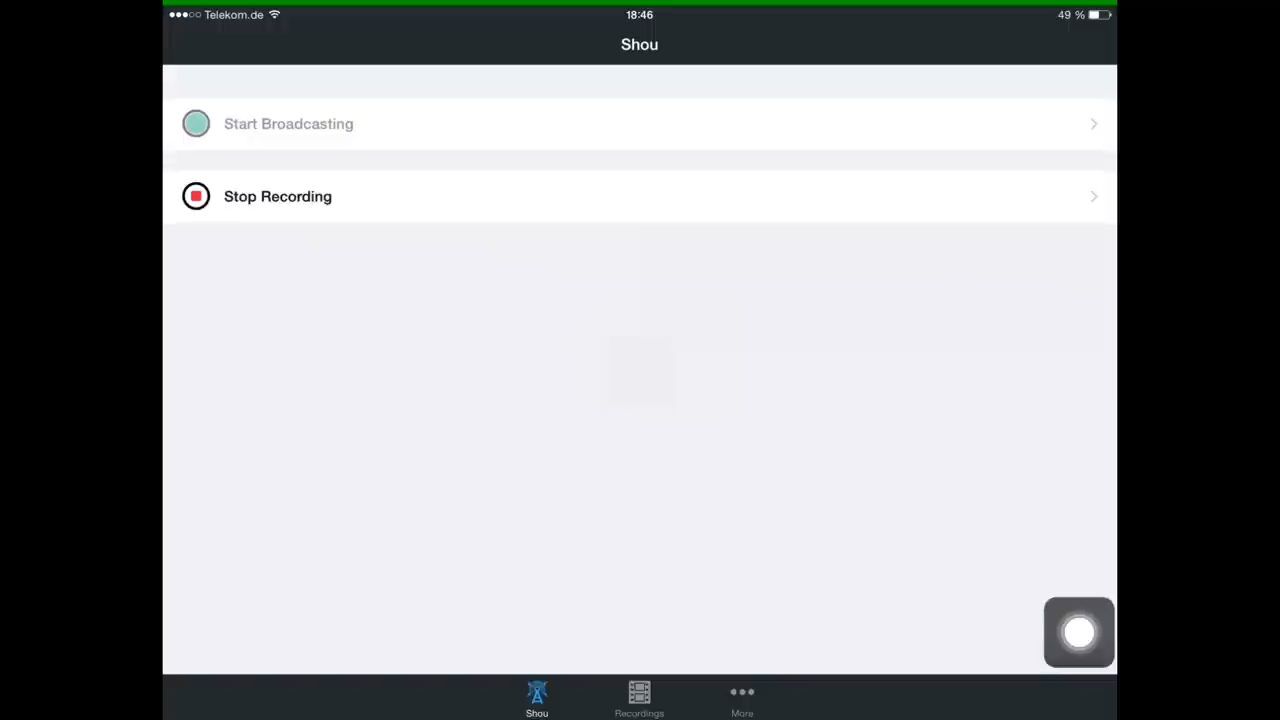 Telekom.de 18:46 49 %
Shou
Start Broadcasting
Stop Recording
Shou Recordings More